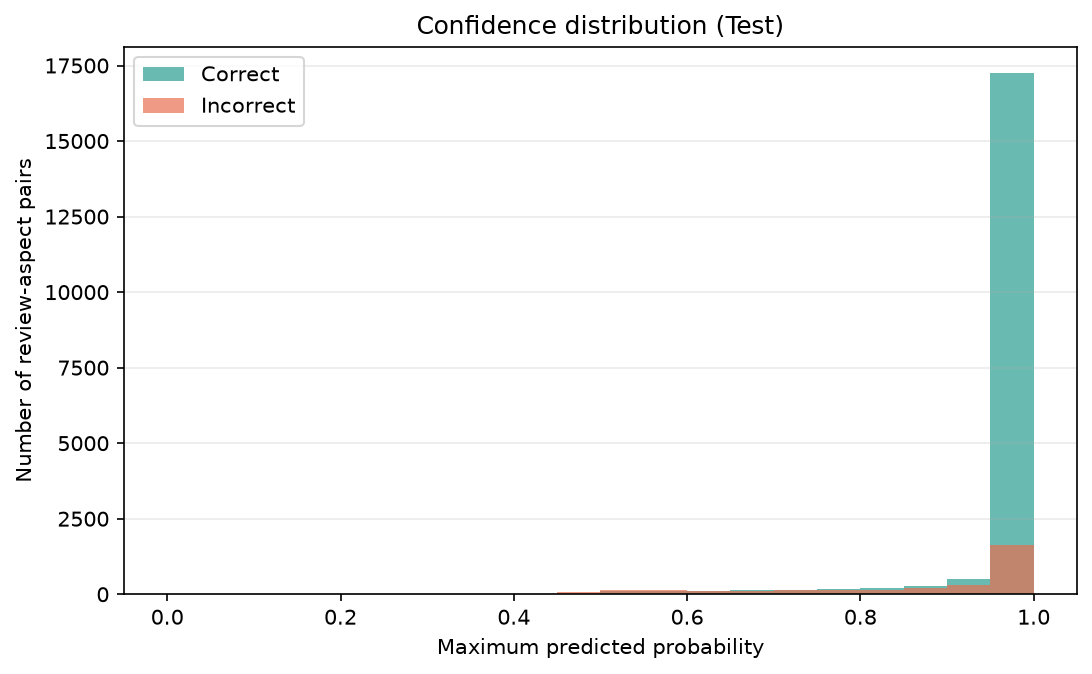 Confidence distribution (Test)
Correct
Incorrect
Number of review-aspect pairs
17500
15000
12500
10000
7500
5000
2500
0
0.0 0.2 0.4 0.6 0.8 1.0
Maximum predicted probability